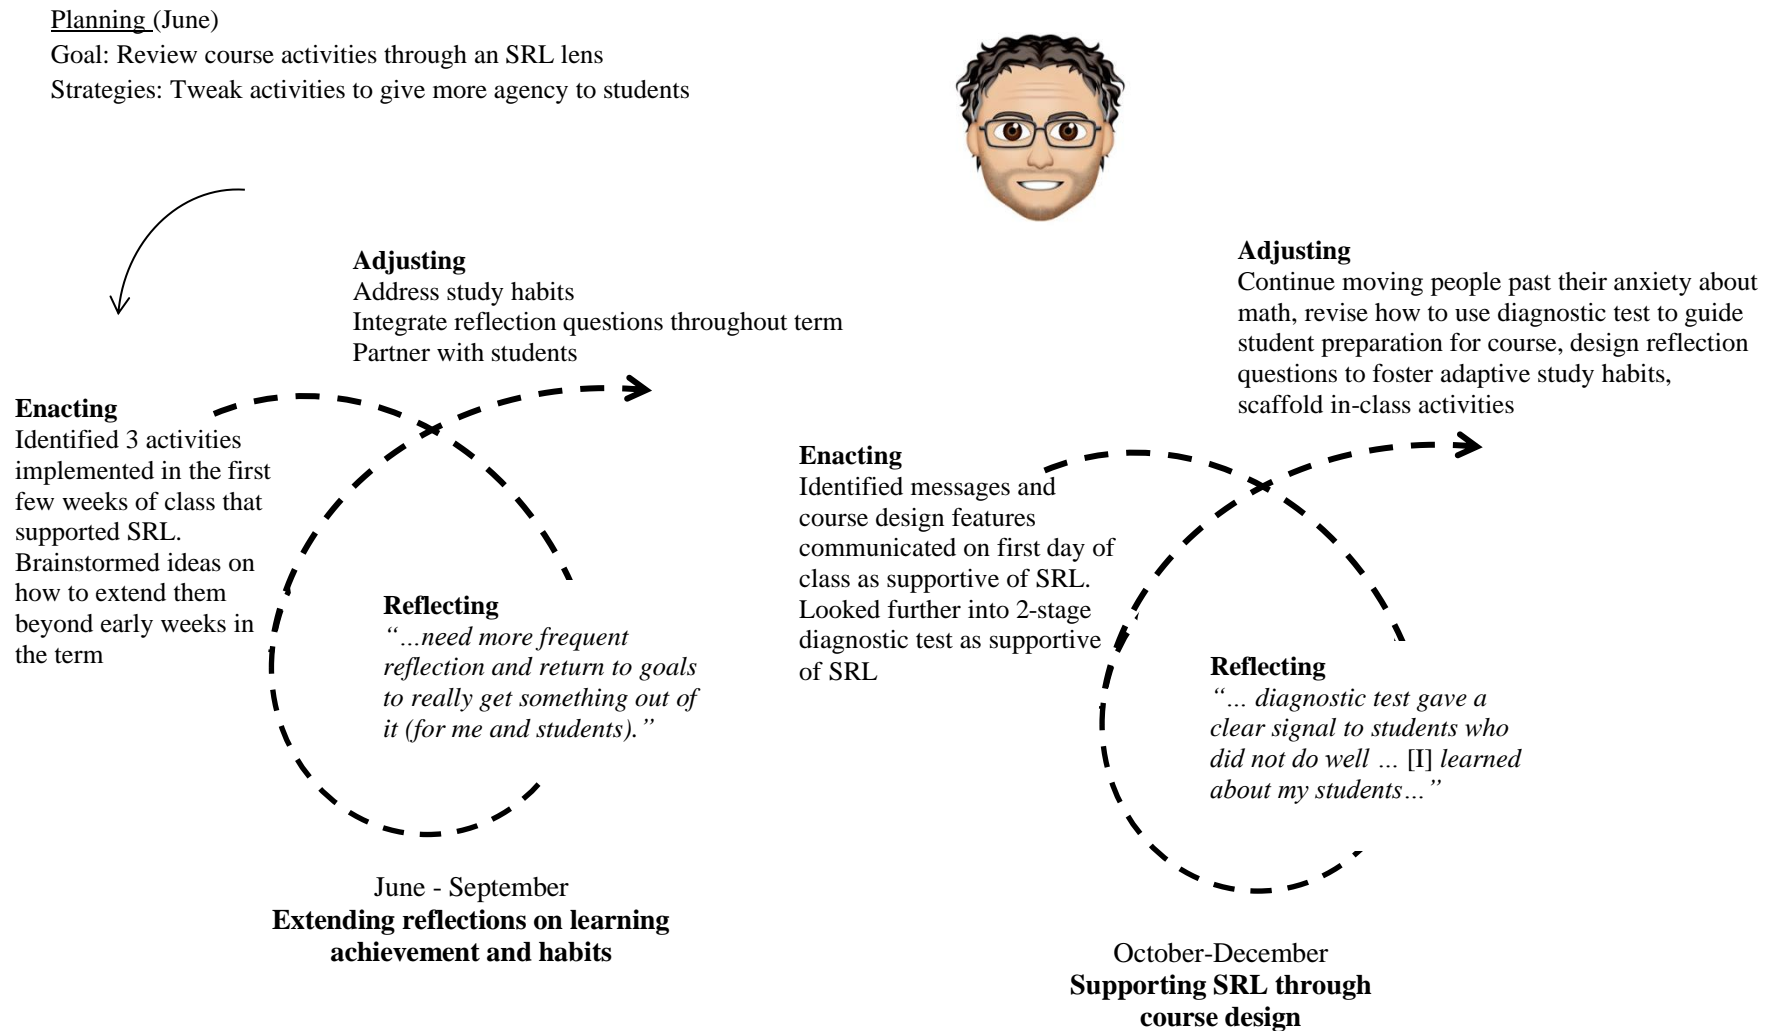 Planning (June)
Goal: Review course activities through an SRL lens
Strategies: Tweak activities to give more agency to students
Adjusting
Address study habits
Integrate reflection questions throughout term
Partner with students
Enacting
Identified 3 activities
implemented in the first
few weeks of class that
supported SRL.
Brainstormed ideas on
how to extend them
beyond early weeks in
the term
Reflecting
“…need more frequent
reflection and return to goals
to really get something out of
it (for me and students).”
June - September
Extending reflections on learning
achievement and habits
Adjusting
Continue moving people past their anxiety about
math, revise how to use diagnostic test to guide
student preparation for course, design reflection
questions to foster adaptive study habits,
scaffold in-class activities
Enacting
Identified messages and
course design features
communicated on first day of
class as supportive of SRL.
Looked further into 2-stage
diagnostic test as supportive
of SRL
Reflecting
“… diagnostic test gave a
clear signal to students who
did not do well … [I] learned
about my students…”
October-December
Supporting SRL through
course design